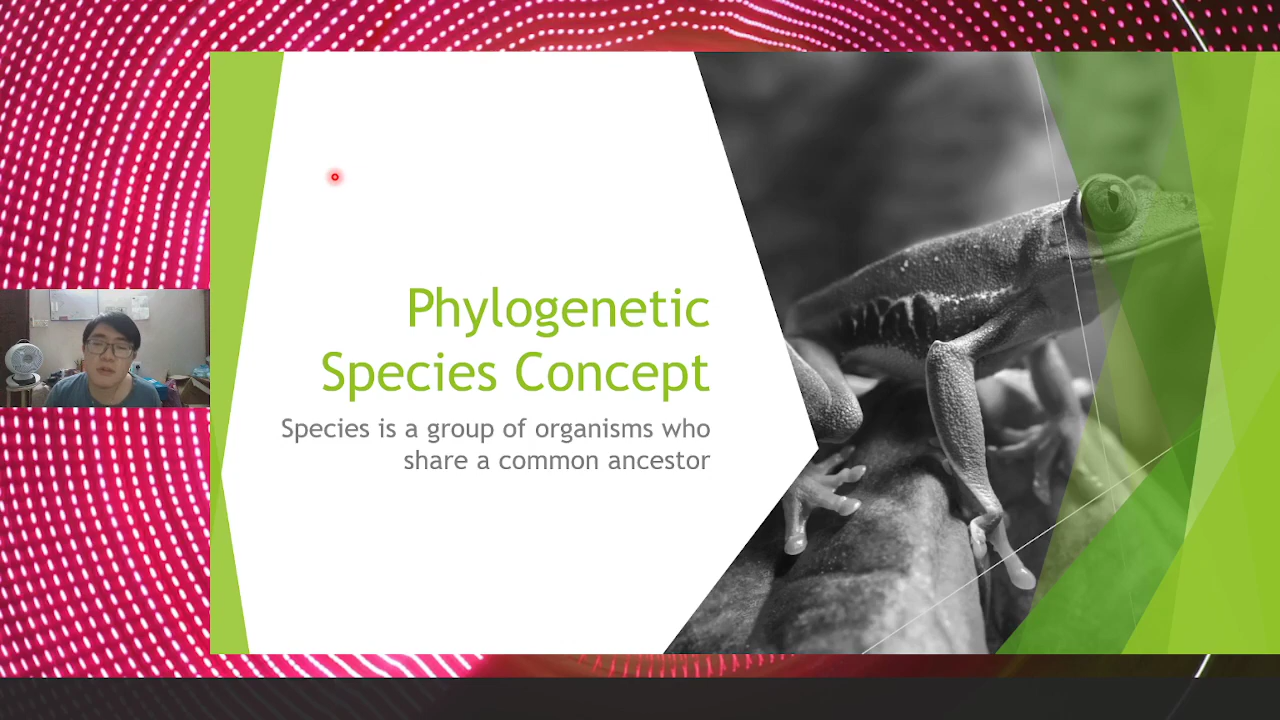 Phylogenetic
Species Concept
Species is a group of organisms who
share a common ancestor